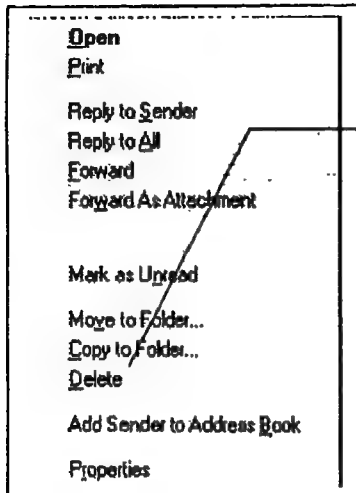 Open
Print
Reply to Sender
Reply to All
Forward
Forward As Attachment
Mark as Unread
Move to Folder...
Copy to Folder...
Delete
Add Sender to Address Book
Properties